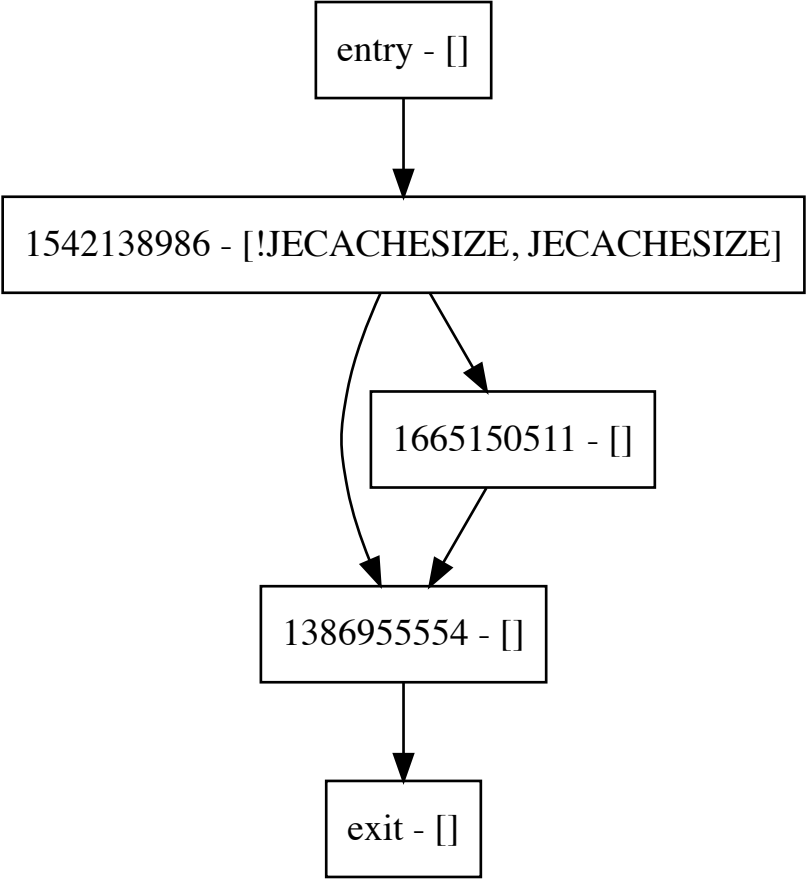 entry - []
1542138986 - [!JECACHESIZE, JECACHESIZE]
1665150511 - []
1386955554 - []
exit - []